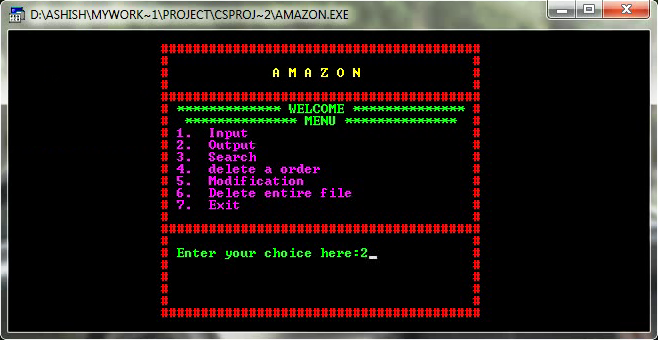 D:\ASHISH\MYWORK~1\PROJECT\CSPROJ~2\AMAZON.EXE
########################################
A M A Z O N
########################################
************* WELCOME **************
************** MENU **************
1. Input
2. Output
3. Search
4. delete a order
5. Modification
6. Delete entire file
7. Exit
########################################
Enter your choice here:2_
########################################